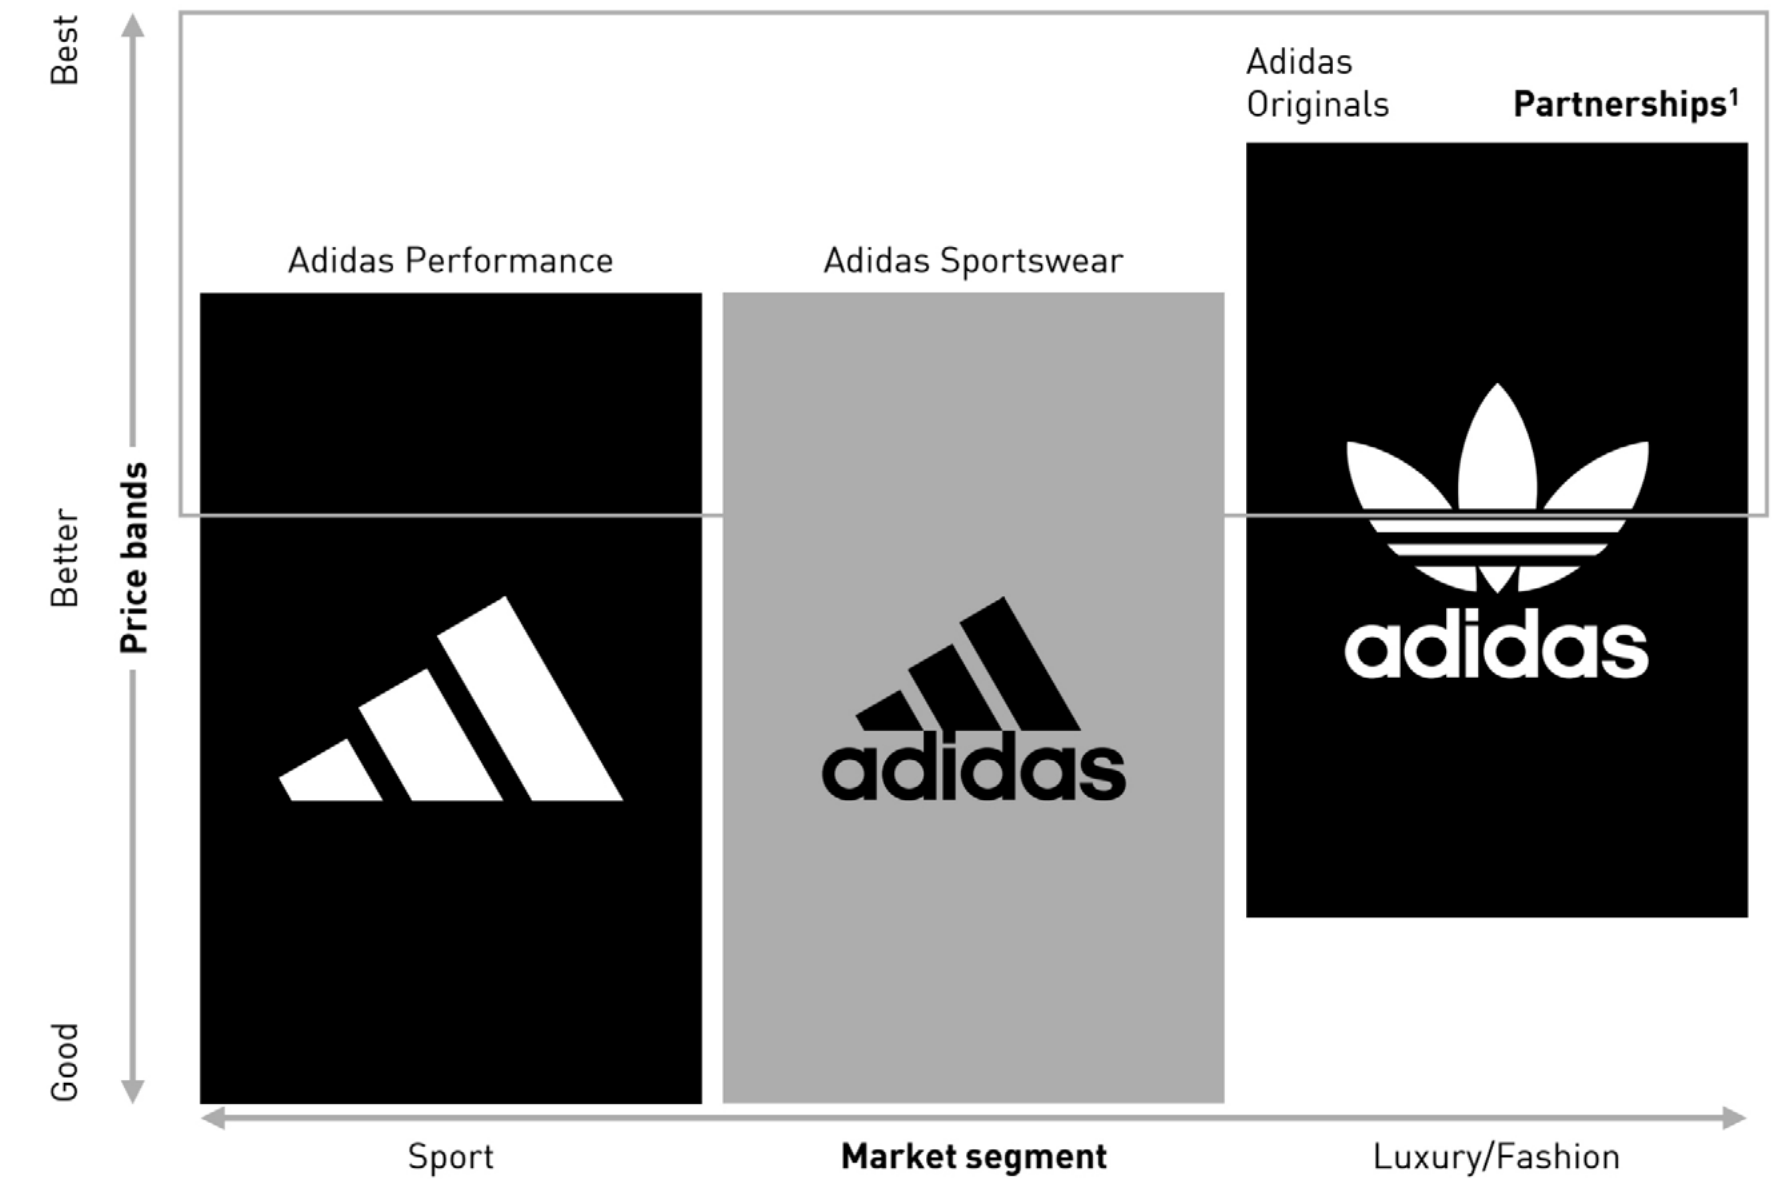 Best
Better
Good
Price bands
Adidas Performance
Adidas Sportswear
Adidas
Originals
Partnerships¹
adidas
adidas
Sport
Market segment
Luxury/Fashion